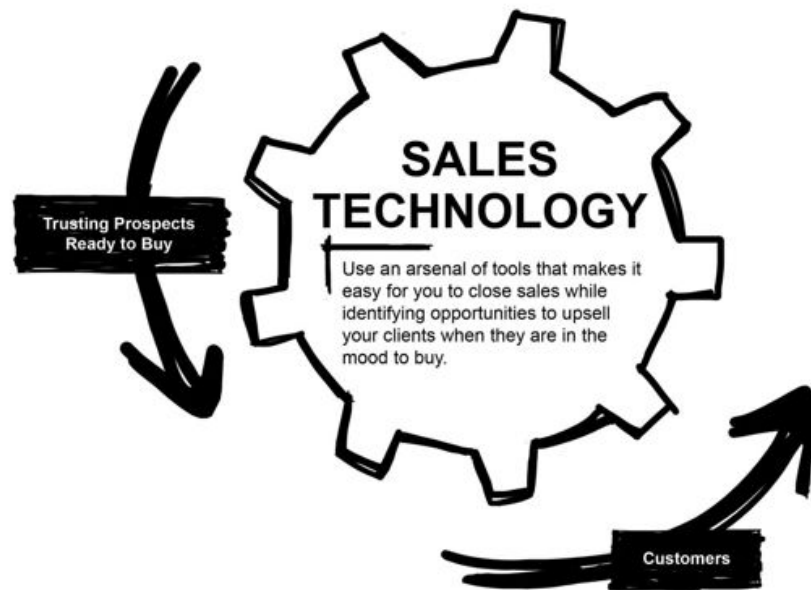 SALES
TECHNOLOGY
Trusting Prospects
Ready to Buy
Use an arsenal of tools that makes it
easy for you to close sales while
identifying opportunities to upsell
your clients when they are in the
mood to buy.
Customers